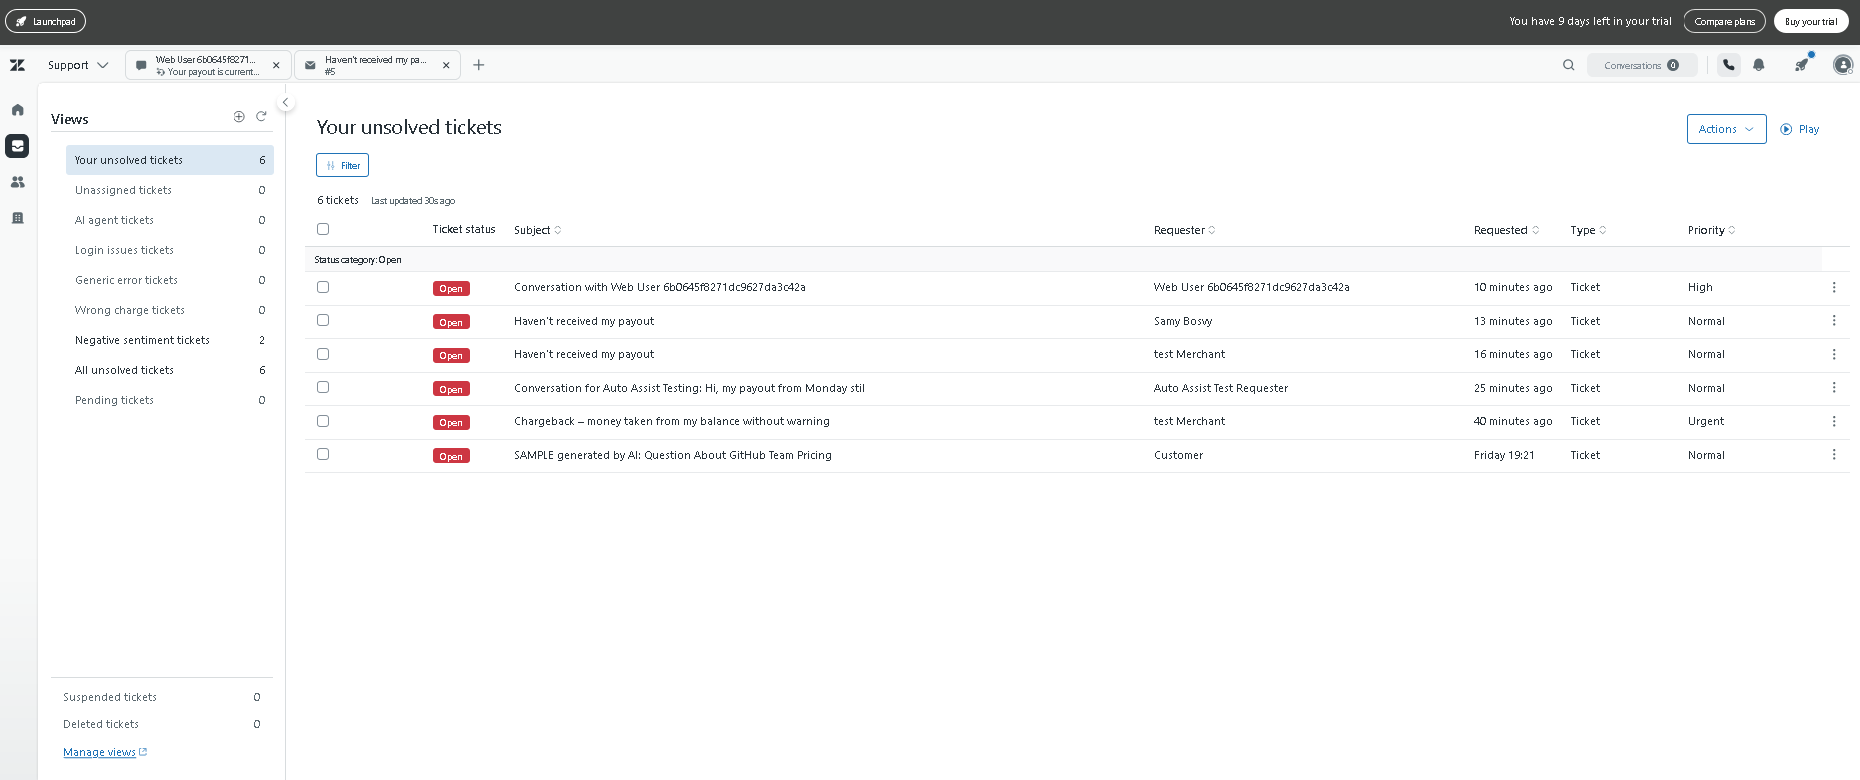 Launchpad
You have 9 days left in your trial
Compare plans
Buy your trial
Support
Web User 6b0645f8271...
Your payout is current...
Haven't received my pa...
#5
Conversations 0
Views
Your unsolved tickets 6
Unassigned tickets 0
AI agent tickets 0
Login issues tickets 0
Generic error tickets 0
Wrong charge tickets 0
Negative sentiment tickets 2
All unsolved tickets 6
Pending tickets 0
Suspended tickets 0
Deleted tickets 0
Manage views
Your unsolved tickets
Actions
Play
Filter
6 tickets Last updated 30s ago
Ticket status Subject Requester Requested Type Priority
Status category: Open
Open Conversation with Web User 6b0645f8271dc9627da3c42a Web User 6b0645f8271dc9627da3c42a 10 minutes ago Ticket High
Open Haven't received my payout Samy Bosvy 13 minutes ago Ticket Normal
Open Haven't received my payout test Merchant 16 minutes ago Ticket Normal
Open Conversation for Auto Assist Testing: Hi, my payout from Monday stil Auto Assist Test Requester 25 minutes ago Ticket Normal
Open Chargeback – money taken from my balance without warning test Merchant 40 minutes ago Ticket Urgent
Open SAMPLE generated by AI: Question About GitHub Team Pricing Customer Friday 19:21 Ticket Normal